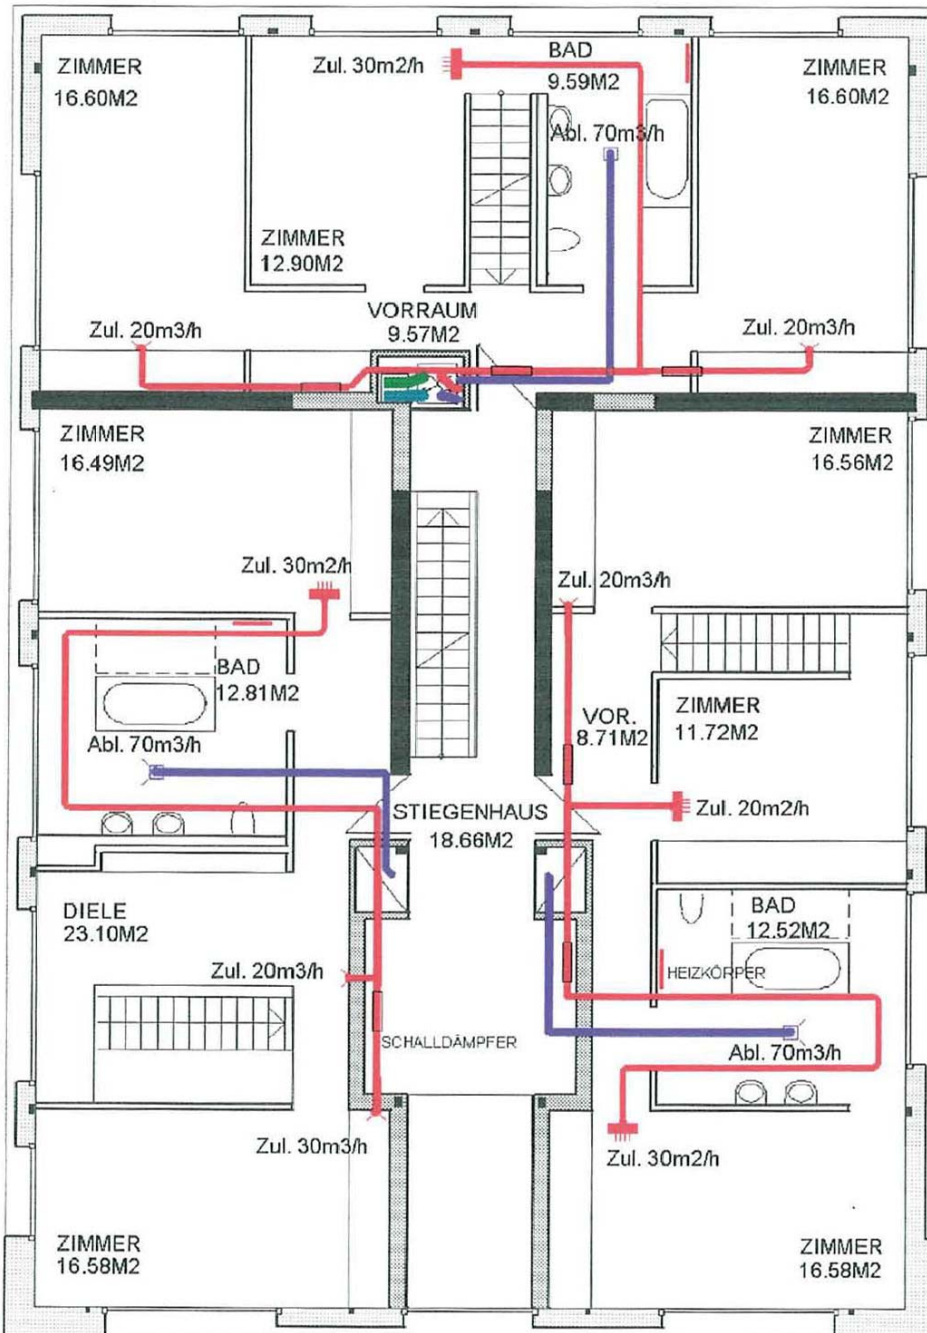 ZIMMER
16.60M2
Zul. 30m2/h
BAD
9.59M2
ZIMMER
16.60M2
Abl. 70m3/h
ZIMMER
12.90M2
VORRAUM
9.57M2
Zul. 20m3/h
Zul. 20m3/h
ZIMMER
16.49M2
ZIMMER
16.56M2
Zul. 30m2/h
Zul. 20m3/h
BAD
12.81M2
ZIMMER
11.72M2
VOR.
8.71M2
Abl. 70m3/h
Zul. 20m2/h
STIEGENHAUS
18.66M2
DIELE
23.10M2
BAD
12.52M2
Zul. 20m3/h
HEIZKÖRPER
SCHALLDÄMPFER
Abl. 70m3/h
Zul. 30m3/h
Zul. 30m2/h
ZIMMER
16.58M2
ZIMMER
16.58M2